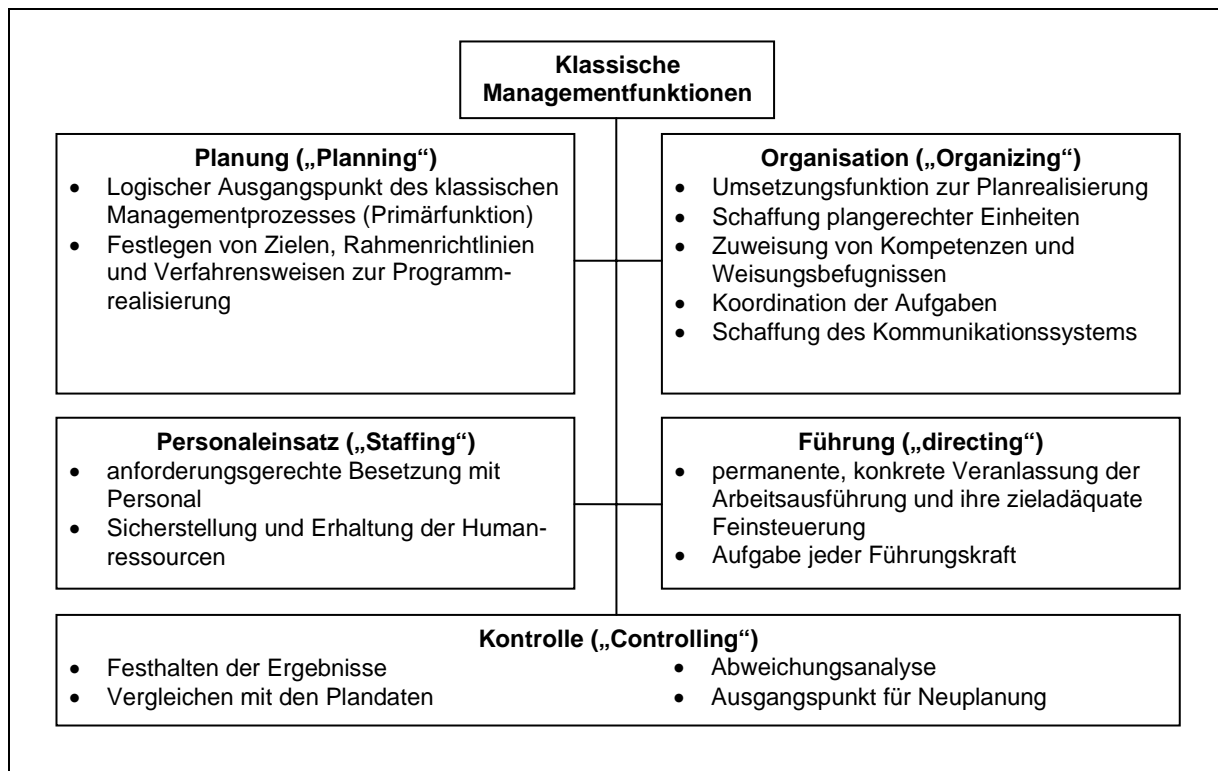 Klassische
Managementfunktionen
Planung („Planning“)
• Logischer Ausgangspunkt des klassischen
Managementprozesses (Primärfunktion)
• Festlegen von Zielen, Rahmenrichtlinien
und Verfahrensweisen zur Programm-
realisierung
Organisation („Organizing“)
• Umsetzungsfunktion zur Planrealisierung
• Schaffung plangerechter Einheiten
• Zuweisung von Kompetenzen und
Weisungsbefugnissen
• Koordination der Aufgaben
• Schaffung des Kommunikationssystems
Personaleinsatz („Staffing“)
• anforderungsgerechte Besetzung mit
Personal
• Sicherstellung und Erhaltung der Human-
ressourcen
Führung („directing“)
• permanente, konkrete Veranlassung der
Arbeitsausführung und ihre zieladäquate
Feinsteuerung
• Aufgabe jeder Führungskraft
Kontrolle („Controlling“)
• Festhalten der Ergebnisse
• Vergleichen mit den Plandaten
• Abweichungsanalyse
• Ausgangspunkt für Neuplanung